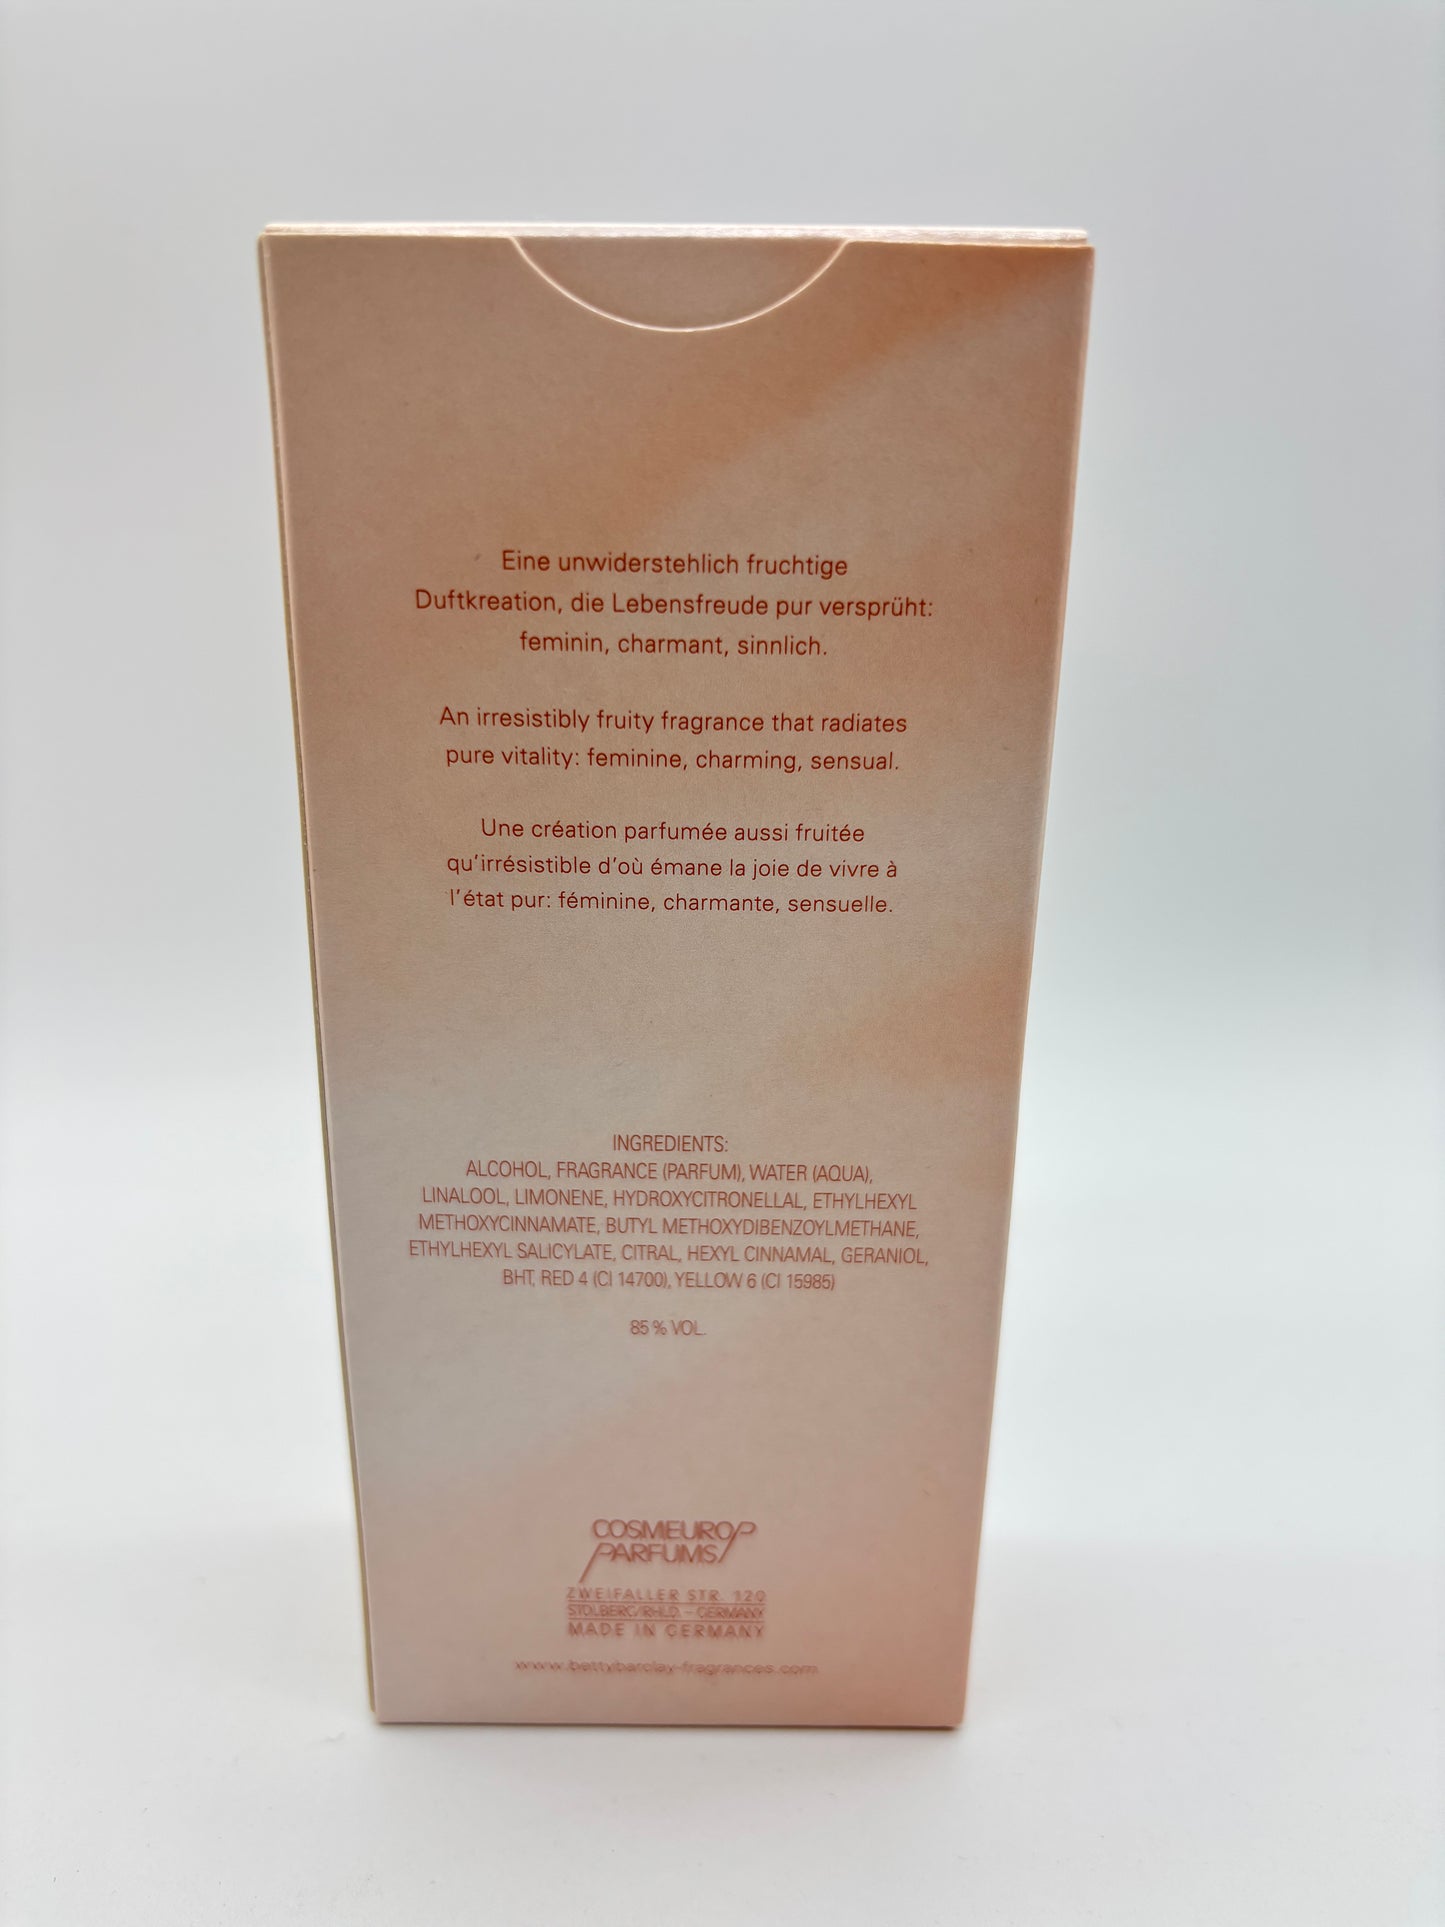 Eine unwiderstehlich fruchtige
Duftkreation, die Lebensfreude pur versprüht:
feminin, charmant, sinnlich.
An irresistibly fruity fragrance that radiates
pure vitality: feminine, charming, sensual.
Une création parfumée aussi fruitée
qu'irrésistible d'où émane la joie de vivre à
l'état pur: féminine, charmante, sensuelle.
INGREDIENTS:
ALCOHOL, FRAGRANCE (PARFUM), WATER (AQUA),
LINALOOL, LIMONENE, HYDROXYCITRONELLAL, ETHYLHEXYL
METHOXYCINNAMATE, BUTYL METHOXYDIBENZOYLMETHANE,
ETHYLHEXYL SALICYLATE, CITRAL, HEXYL CINNAMAL, GERANIOL,
BHT, RED 4 (CI 14700), YELLOW 6 (CI 15985)
85 % VOL.
COSMEUROP
PARFUMS
ZWEIFALLER STR. 120
STOLBERG/RHLD. - GERMANY
MADE IN GERMANY
www.bettybarclay-fragrances.com